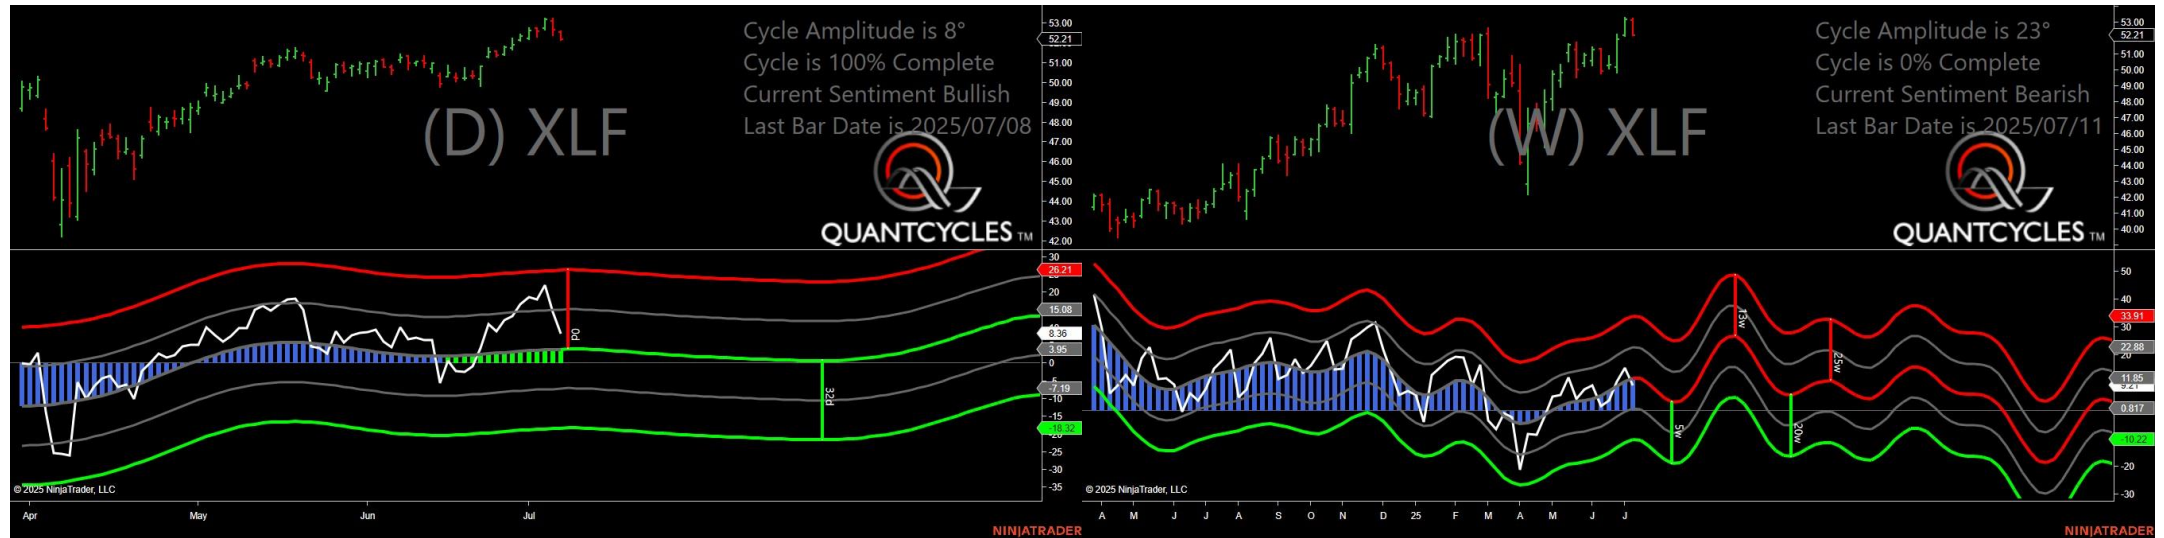 Cycle Amplitude is 8°
Cycle is 100% Complete
Current Sentiment Bullish
Last Bar Date is 2025/07/08
(D) XLF
QUANTCYCLES TM
53.00
52.21
51.00
50.00
49.00
48.00
47.00
46.00
45.00
44.00
43.00
42.00
30
26.21
20
15.08
8.36
3.95
0
-7.19
-10
-15
-18.32
-20
-25
-30
-35
0d
32d
© 2025 NinjaTrader, LLC
Apr May Jun Jul
NINJATRADER
Cycle Amplitude is 23°
Cycle is 0% Complete
Current Sentiment Bearish
Last Bar Date is 2025/07/11
(W) XLF
QUANTCYCLES TM
53.00
52.21
51.00
50.00
49.00
48.00
47.00
46.00
45.00
44.00
43.00
42.00
41.00
40.00
50
40
33.91
30
22.88
20
11.85
9.21
0.817
-10.22
-20
-30
5w
13w
20w
25w
© 2025 NinjaTrader, LLC
A M J J A S O N D 25 F M A M J J
NINJATRADER